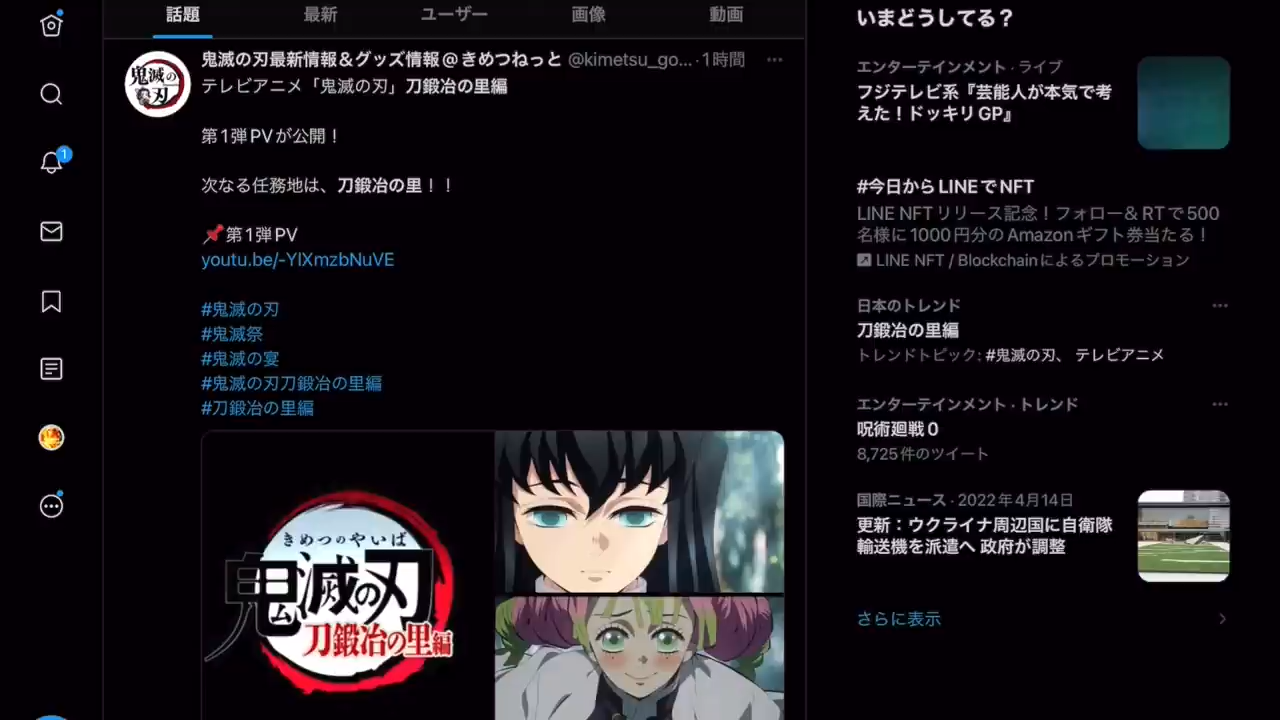 話題
最新
ユーザー
画像
動画
鬼滅の刃最新情報&グッズ情報@きめつねっと @kimetsu_go... · 1時間
テレビアニメ「鬼滅の刃」刀鍛冶の里編
第1弾PVが公開！
次なる任務地は、刀鍛冶の里！！
📌第1弾PV
youtu.be/-YlXmzbNuVE
#鬼滅の刃
#鬼滅祭
#鬼滅の宴
#鬼滅の刃刀鍛冶の里編
#刀鍛冶の里編
鬼滅の刃
きめつのやいば
鬼滅の刃
刀鍛冶の里編
1
いまどうしてる？
エンターテインメント · ライブ
フジテレビ系『芸能人が本気で考
えた！ドッキリGP』
#今日からLINEでNFT
LINE NFTリリース記念！フォロー&RTで500
名様に1000円分のAmazonギフト券当たる！
LINE NFT / Blockchainによるプロモーション
日本のトレンド
刀鍛冶の里編
トレンドトピック: #鬼滅の刃、 テレビアニメ
エンターテインメント · トレンド
呪術廻戦0
8,725件のツイート
国際ニュース · 2022年4月14日
更新：ウクライナ周辺国に自衛隊
輸送機を派遣へ 政府が調整
さらに表示